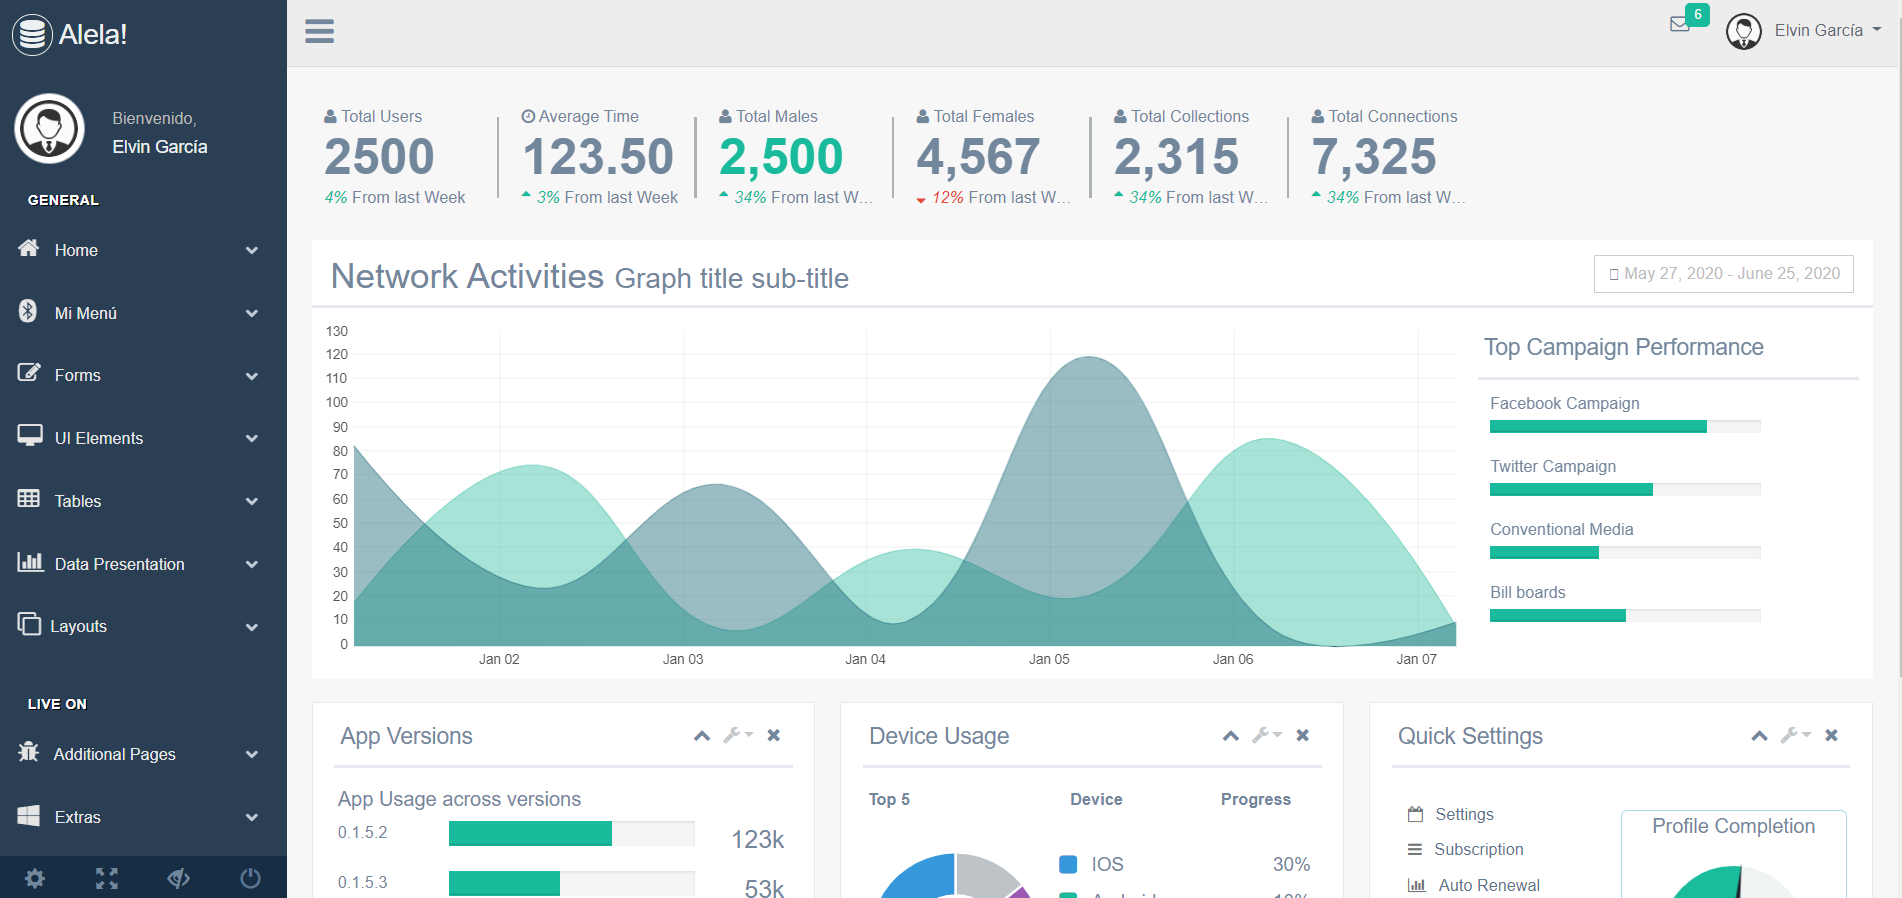 Alela!
6
Elvin García
Bienvenido,
Elvin García
GENERAL
Home
Mi Menú
Forms
UI Elements
Tables
Data Presentation
Layouts
LIVE ON
Additional Pages
Extras
Total Users
2500
4% From last Week
Average Time
123.50
3% From last Week
Total Males
2,500
34% From last W...
Total Females
4,567
12% From last W...
Total Collections
2,315
34% From last W...
Total Connections
7,325
34% From last W...
Network Activities Graph title sub-title
May 27, 2020 - June 25, 2020
130
120
110
100
90
80
70
60
50
40
30
20
10
0
Jan 02
Jan 03
Jan 04
Jan 05
Jan 06
Jan 07
Top Campaign Performance
Facebook Campaign
Twitter Campaign
Conventional Media
Bill boards
App Versions
App Usage across versions
0.1.5.2
123k
0.1.5.3
53k
Device Usage
Top 5 Device Progress
IOS 30%
Quick Settings
Settings
Subscription
Auto Renewal
Profile Completion